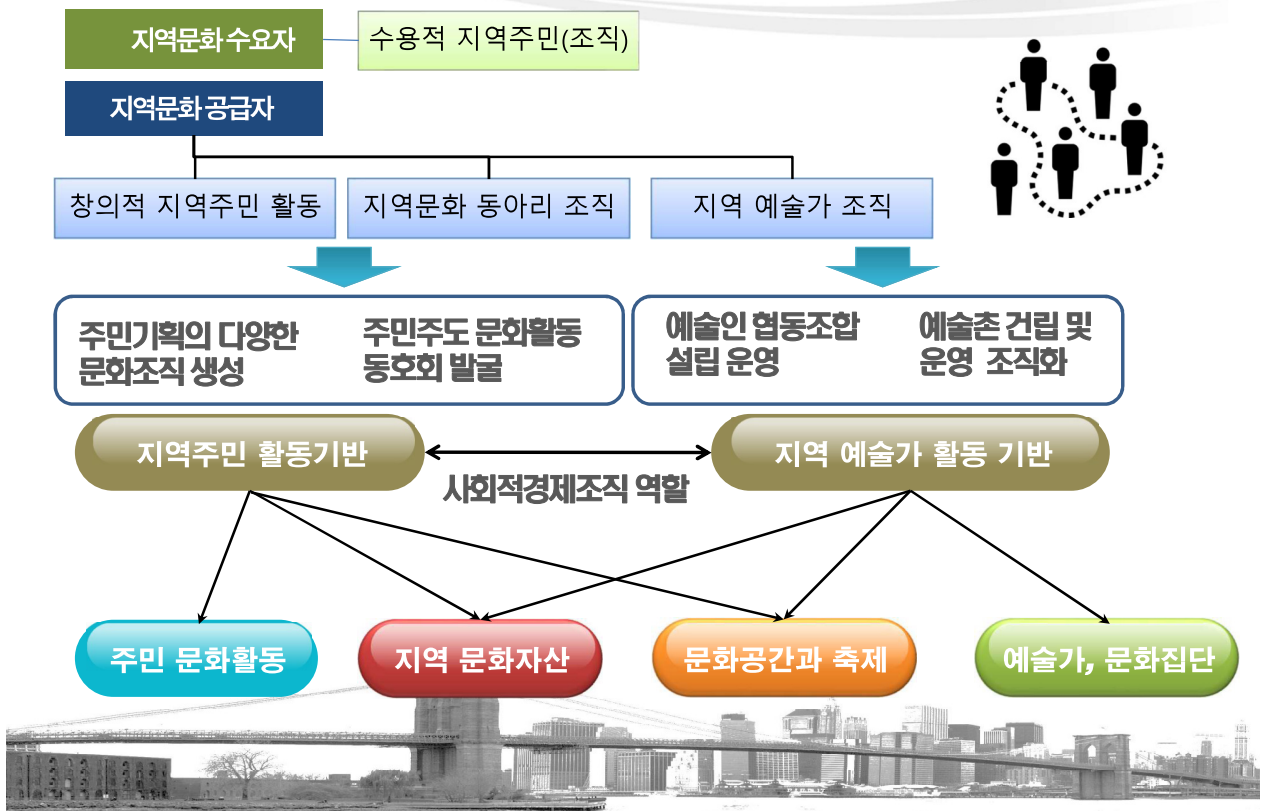 지역문화 수요자
수용적 지역주민(조직)
지역문화 공급자
창의적 지역주민 활동
지역문화 동아리 조직
지역 예술가 조직
주민기획의 다양한
문화조직 생성
주민주도 문화활동
동호회 발굴
예술인 협동조합
설립 운영
예술촌 건립 및
운영 조직화
지역주민 활동기반
지역 예술가 활동 기반
사회적경제조직 역할
주민 문화활동
지역 문화자산
문화공간과 축제
예술가, 문화집단